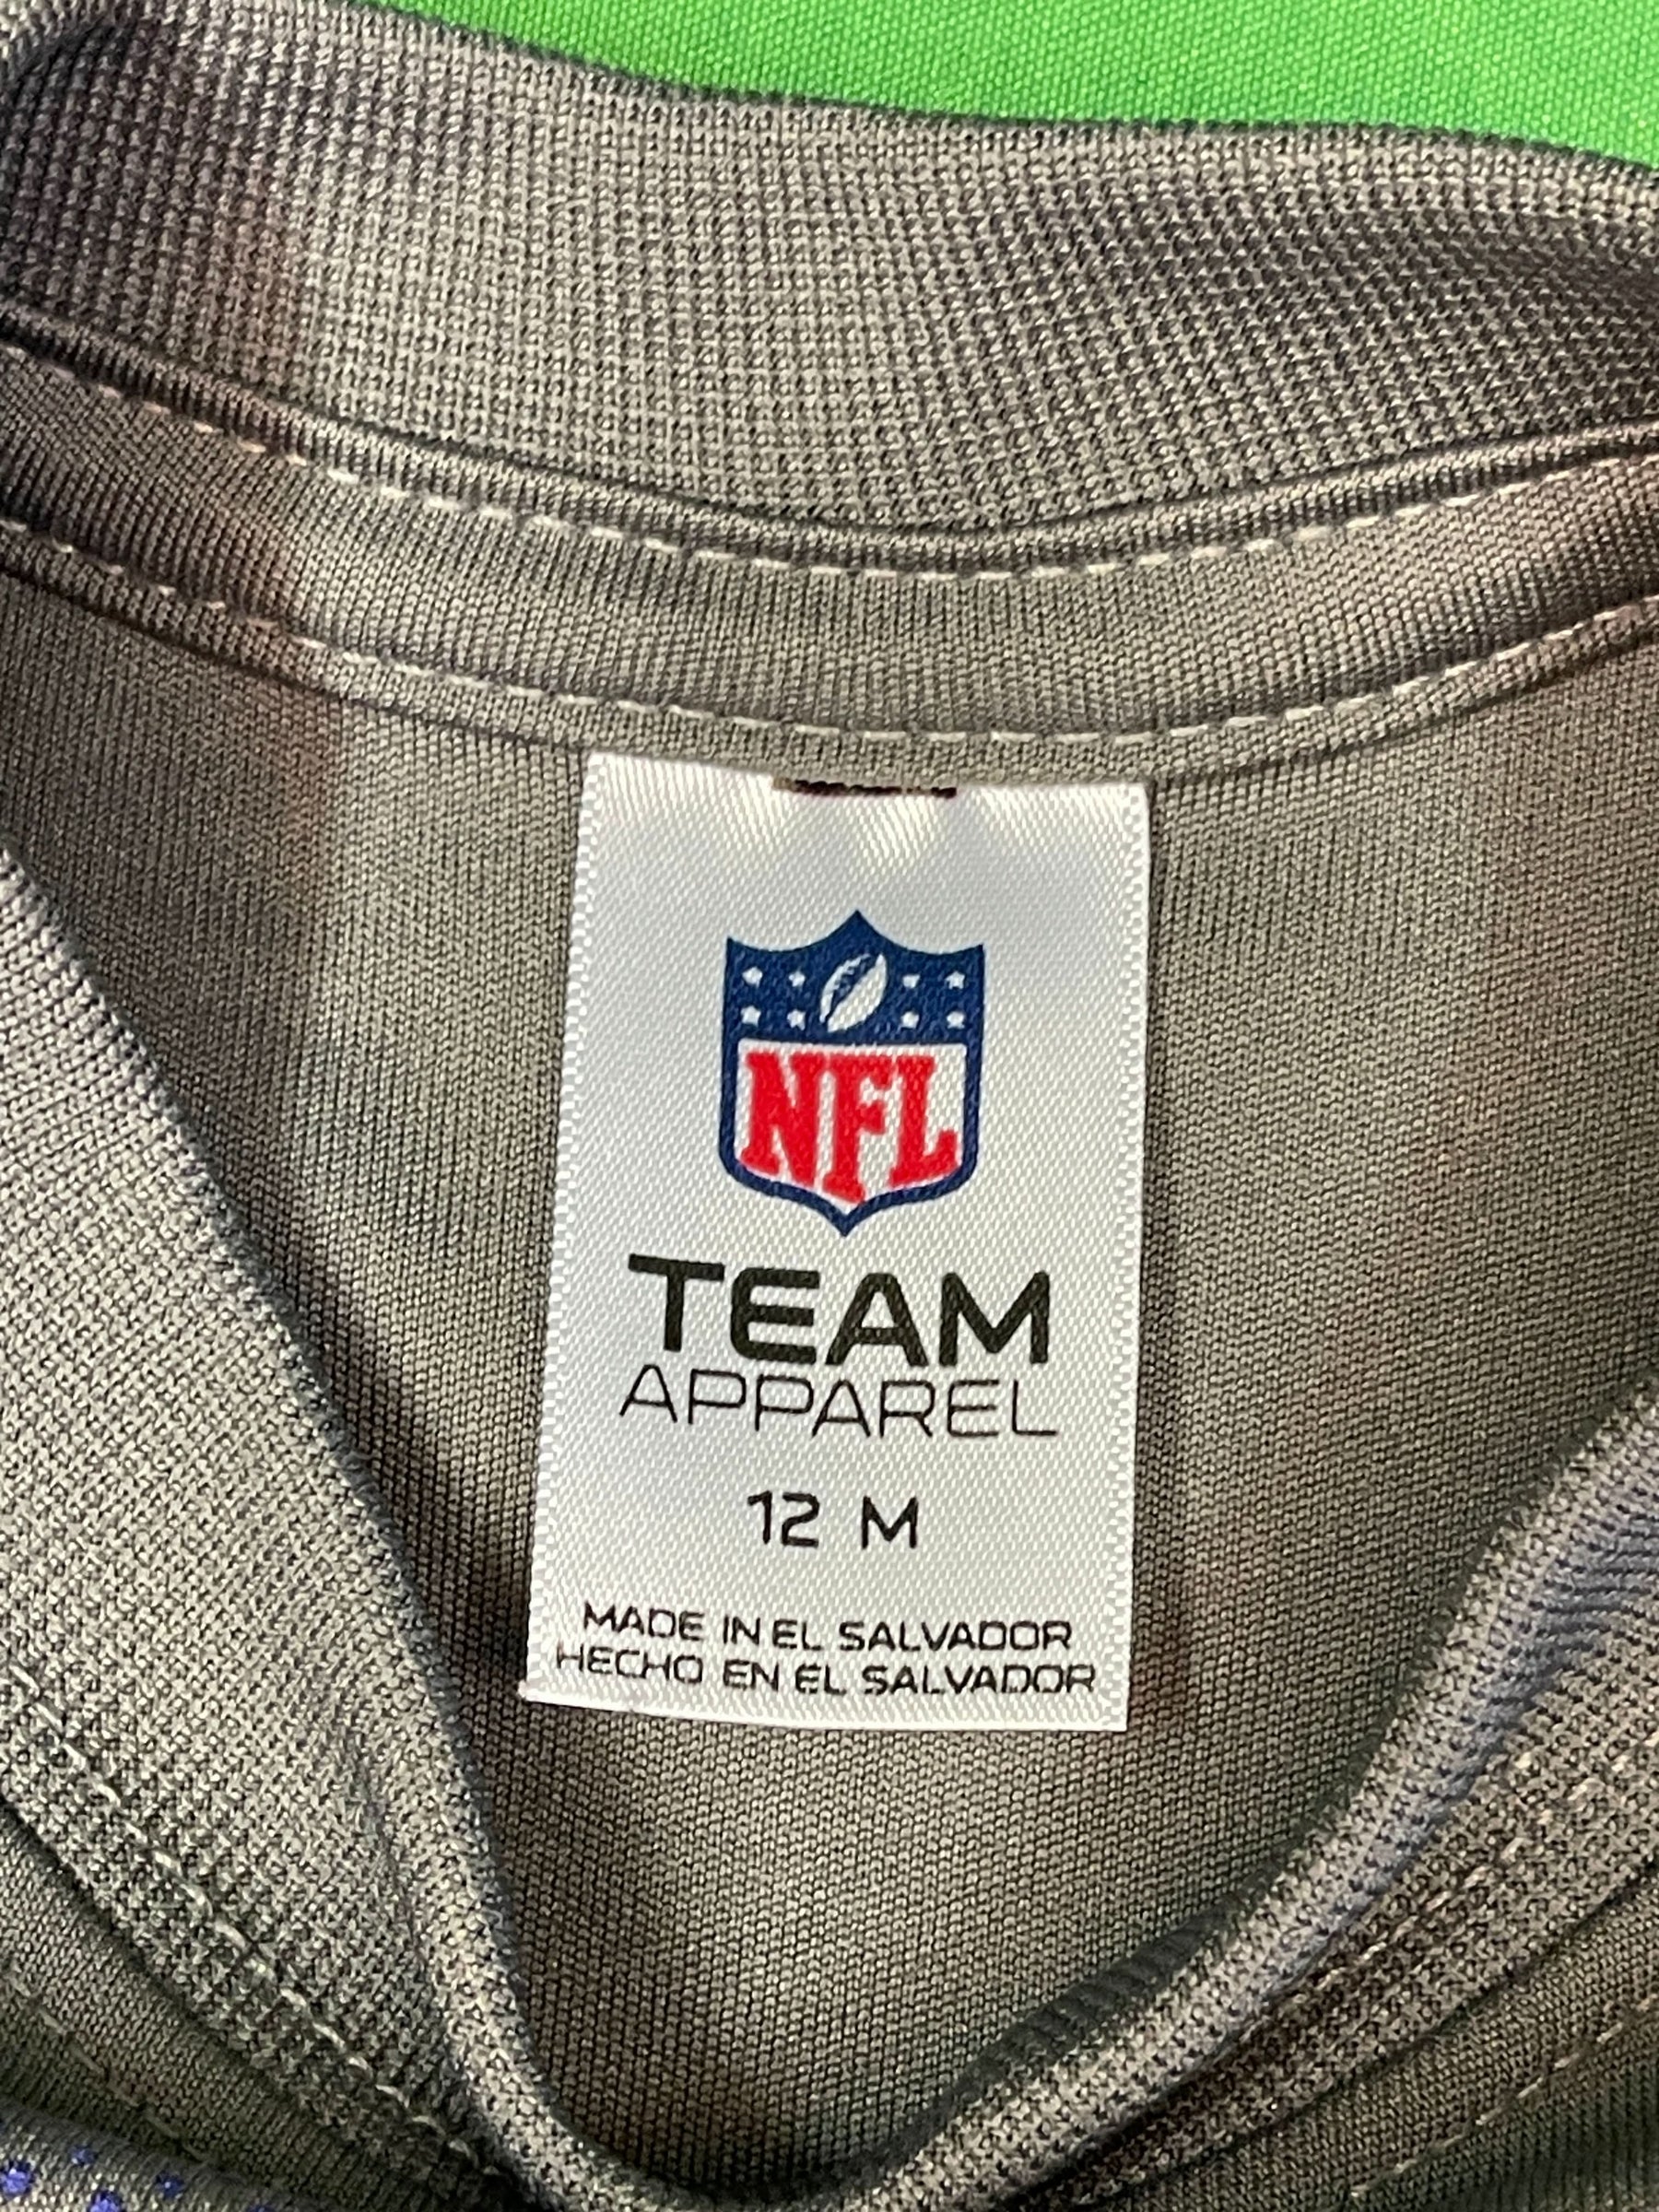 NFL
TEAM
APPAREL
12 M
MADE IN EL SALVADOR
HECHO EN EL SALVADOR